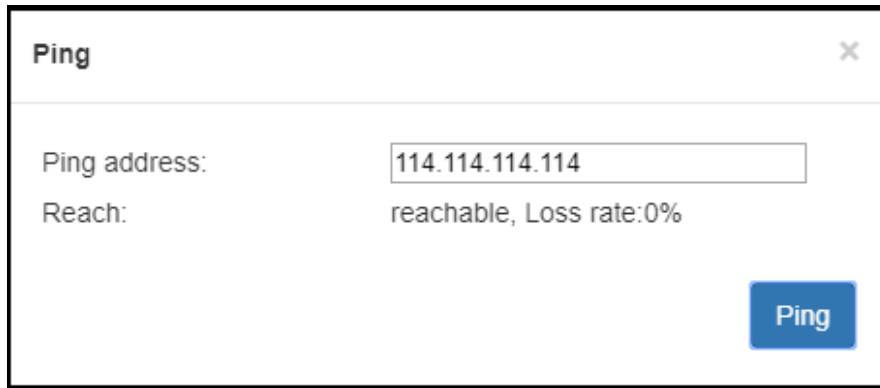 Ping ×
Ping address: 114.114.114.114
Reach: reachable, Loss rate:0%
Ping